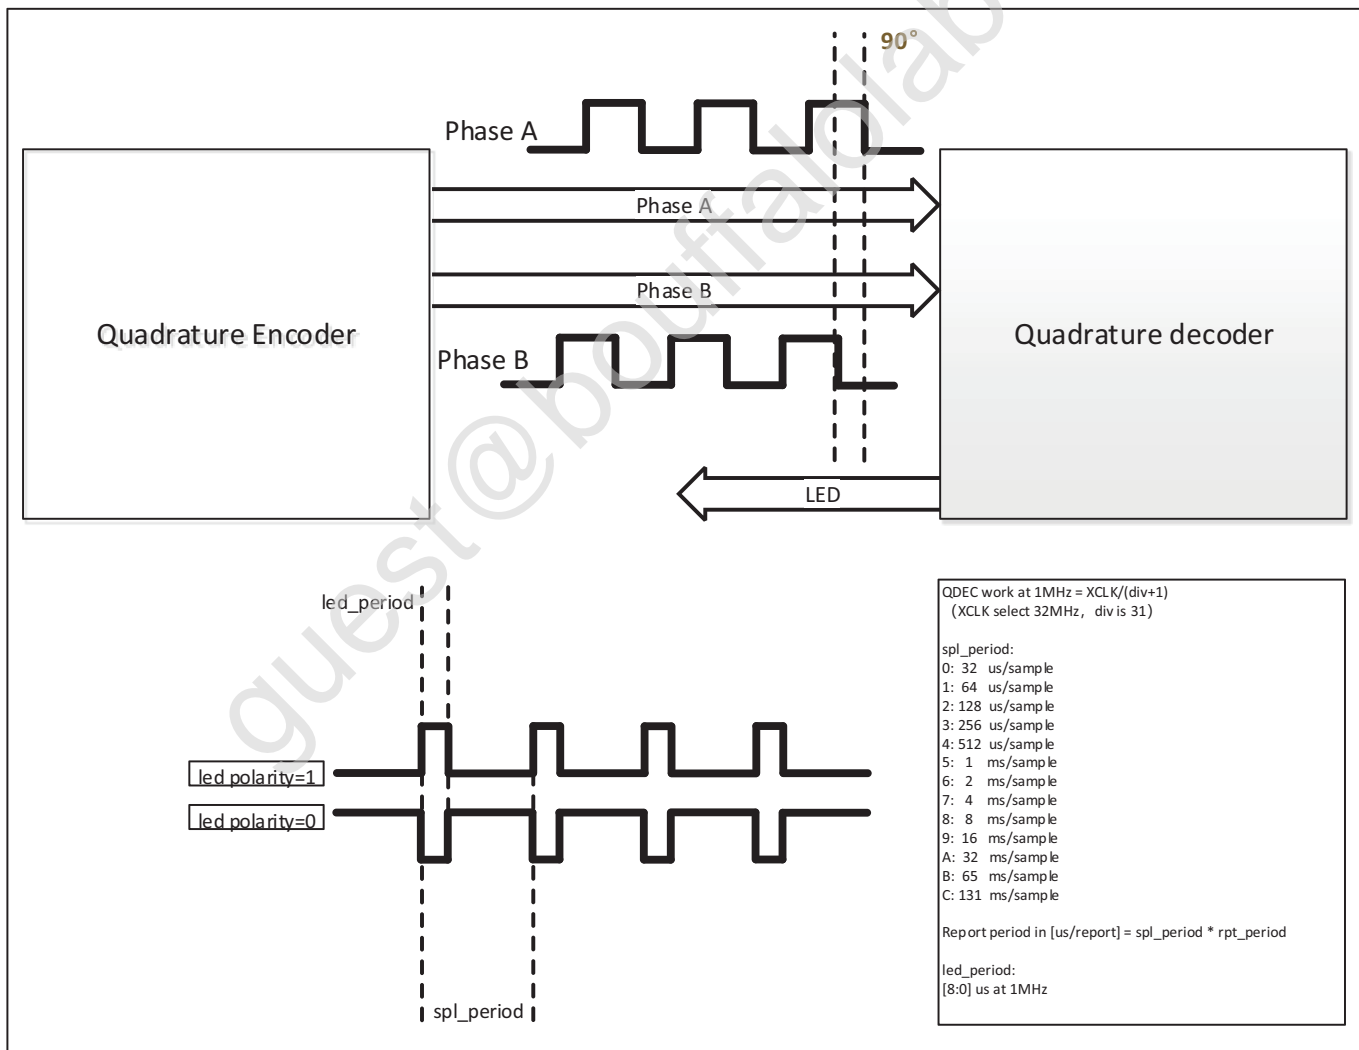 90°
Phase A
Phase A
Phase B
Quadrature Encoder
Quadrature decoder
Phase B
LED
led_period
led polarity=1
led polarity=0
spl_period
QDEC work at 1MHz = XCLK/(div+1)
(XCLK select 32MHz, div is 31)
spl_period:
0: 32 us/sample
1: 64 us/sample
2: 128 us/sample
3: 256 us/sample
4: 512 us/sample
5: 1 ms/sample
6: 2 ms/sample
7: 4 ms/sample
8: 8 ms/sample
9: 16 ms/sample
A: 32 ms/sample
B: 65 ms/sample
C: 131 ms/sample
Report period in [us/report] = spl_period * rpt_period
led_period:
[8:0] us at 1MHz
guest@bouffalolab